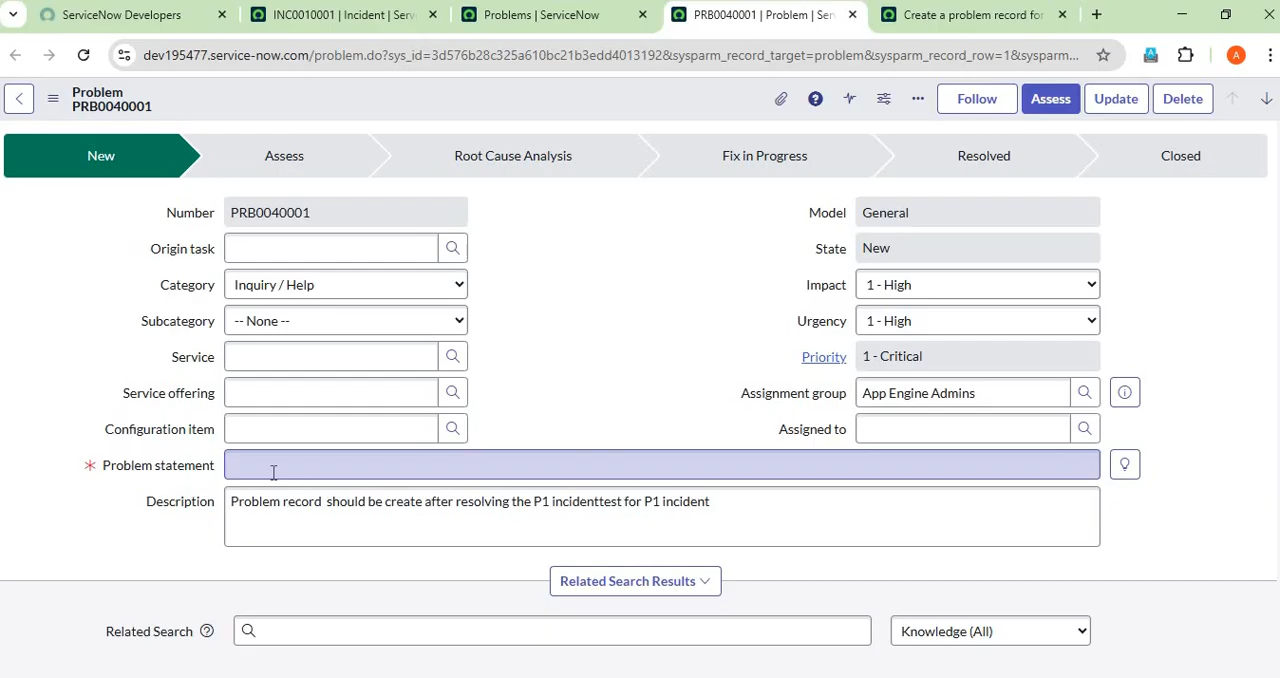 ServiceNow Developers
INC0010001 | Incident | Serv
Problems | ServiceNow
PRB0040001 | Problem | Ser
Create a problem record for
dev195477.service-now.com/problem.do?sys_id=3d576b28c325a610bc21b3edd4013192&sysparm_record_target=problem&sysparm_record_row=1&sysparm...
A
Problem
PRB0040001
Follow
Assess
Update
Delete
New
Assess
Root Cause Analysis
Fix in Progress
Resolved
Closed
Number PRB0040001
Model General
Origin task
State New
Category Inquiry / Help
Impact 1 - High
Subcategory -- None --
Urgency 1 - High
Service
Priority 1 - Critical
Service offering
Assignment group App Engine Admins
Configuration item
Assigned to
Problem statement
Description Problem record should be create after resolving the P1 incidenttest for P1 incident
Related Search Results
Related Search
Knowledge (All)